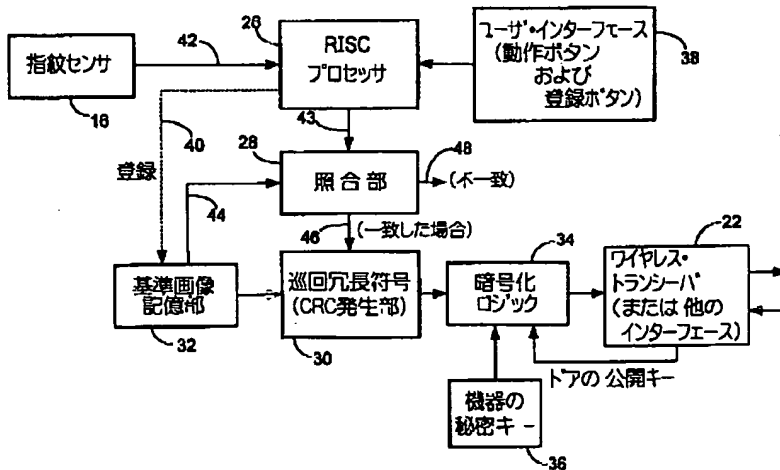 26
42
指紋センサ
16
RISC
プロセッサ
ユーザ・インターフェース
(動作ボタン
および
登録ボタン)
38
40
43
登録
28
照合部
48
(不一致)
44
46
(一致した場合)
基準画像
記憶部
32
巡回冗長符号
(CRC発生部)
30
34
暗号化
ロジック
22
ワイヤレス・
トランシーバ
(または他の
インターフェース)
ドアの公開キー
機器の
秘密キー
36